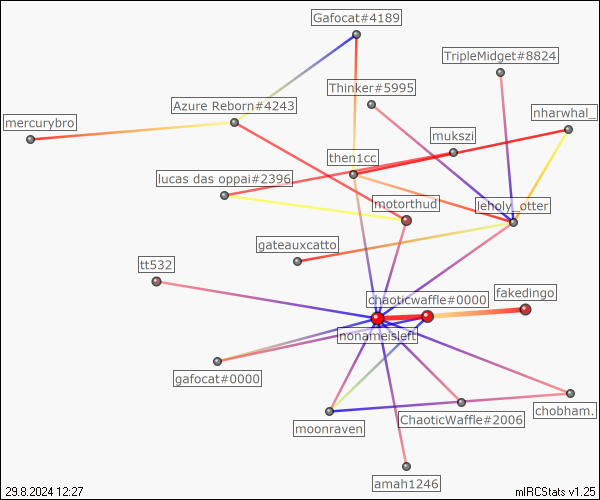 Gafocat#4189
TripleMidget#8824
Thinker#5995
Azure Reborn#4243
nharwhal_
mercurybro
mukszi
then1cc
lucas das oppai#2396
motorthud
leholy_otter
gateauxcatto
tt532
chaoticwaffle#0000
fakedingo
nonameisleft
gafocat#0000
chobham.
ChaoticWaffle#2006
moonraven
amah1246
29.8.2024 12:27
mIRCStats v1.25